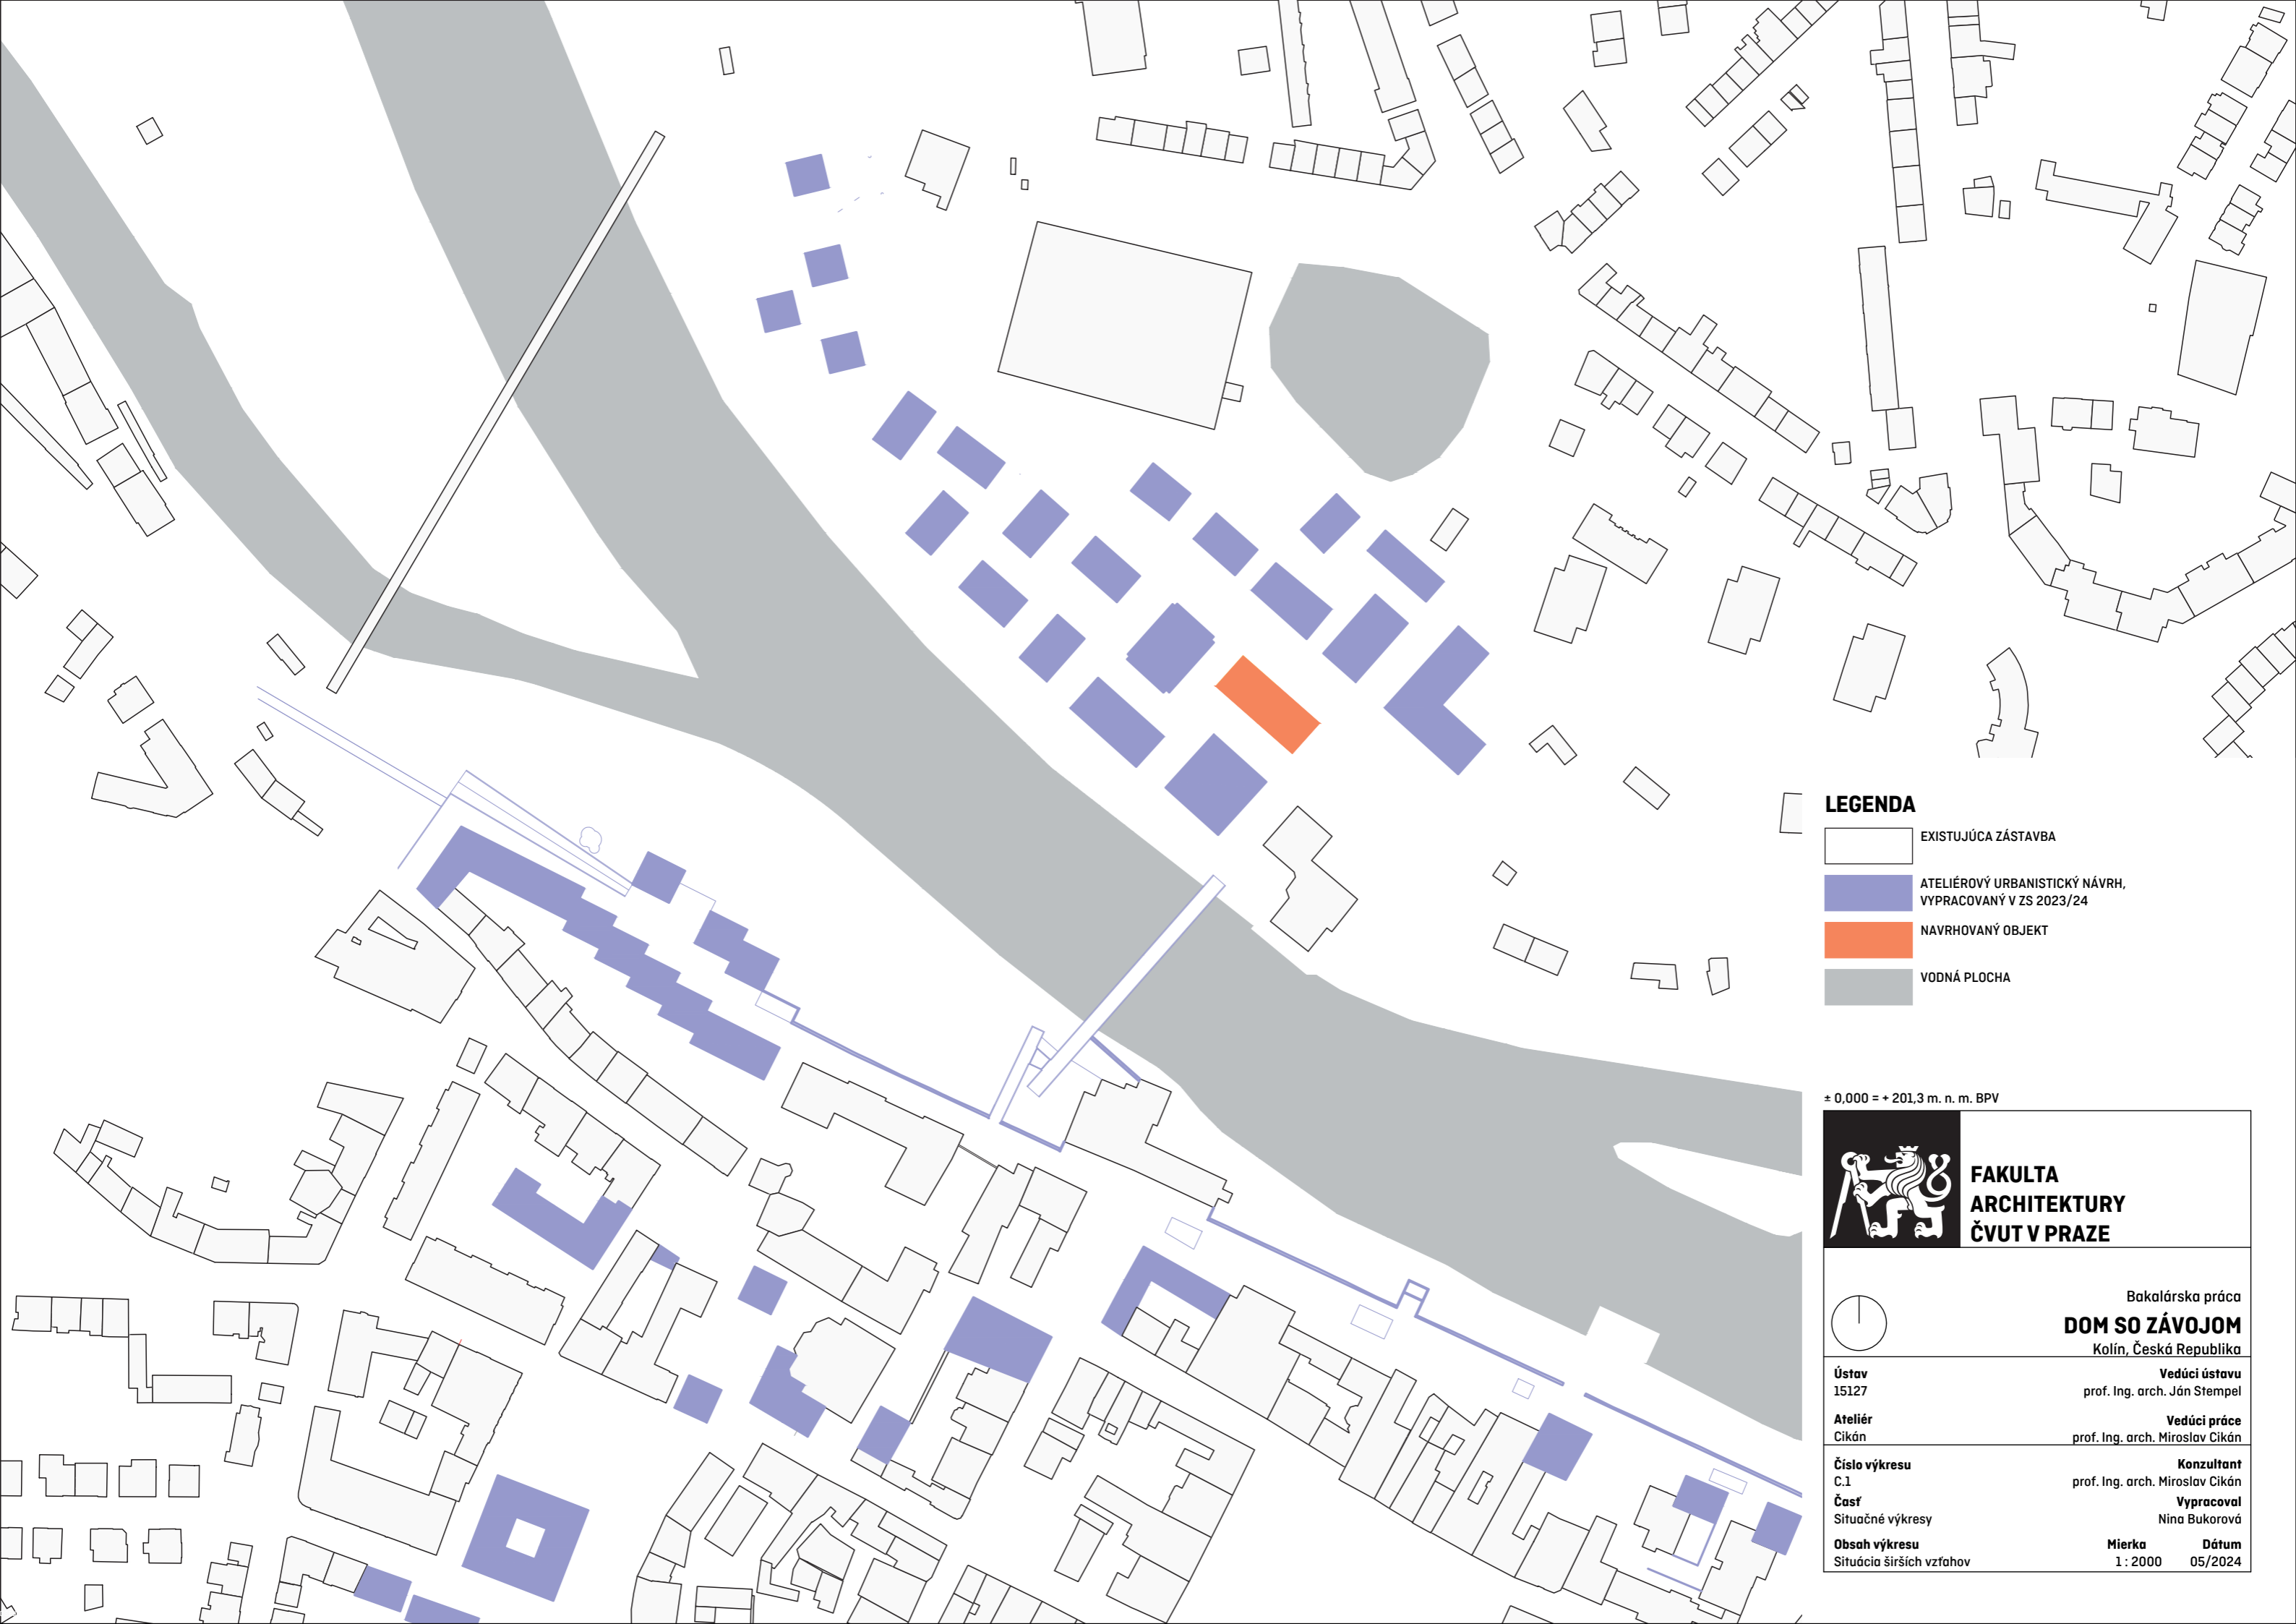 LEGENDA
EXISTUJÚCA ZÁSTAVBA
ATELIÉROVÝ URBANISTICKÝ NÁVRH,
VYPRACOVANÝ V ZS 2023/24
NAVRHOVANÝ OBJEKT
VODNÁ PLOCHA
± 0,000 = + 201,3 m. n. m. BPV
FAKULTA
ARCHITEKTURY
ČVUT V PRAZE
Bakalárska práca
DOM SO ZÁVOJOM
Kolín, Česká Republika
Ústav Vedúci ústavu
15127 prof. Ing. arch. Ján Stempel
Ateliér Vedúci práce
Cikán prof. Ing. arch. Miroslav Cikán
Číslo výkresu Konzultant
C.1 prof. Ing. arch. Miroslav Cikán
Časť Vypracoval
Situačné výkresy Nina Bukorová
Obsah výkresu Mierka Dátum
Situácia širších vzťahov 1 : 2000 05/2024